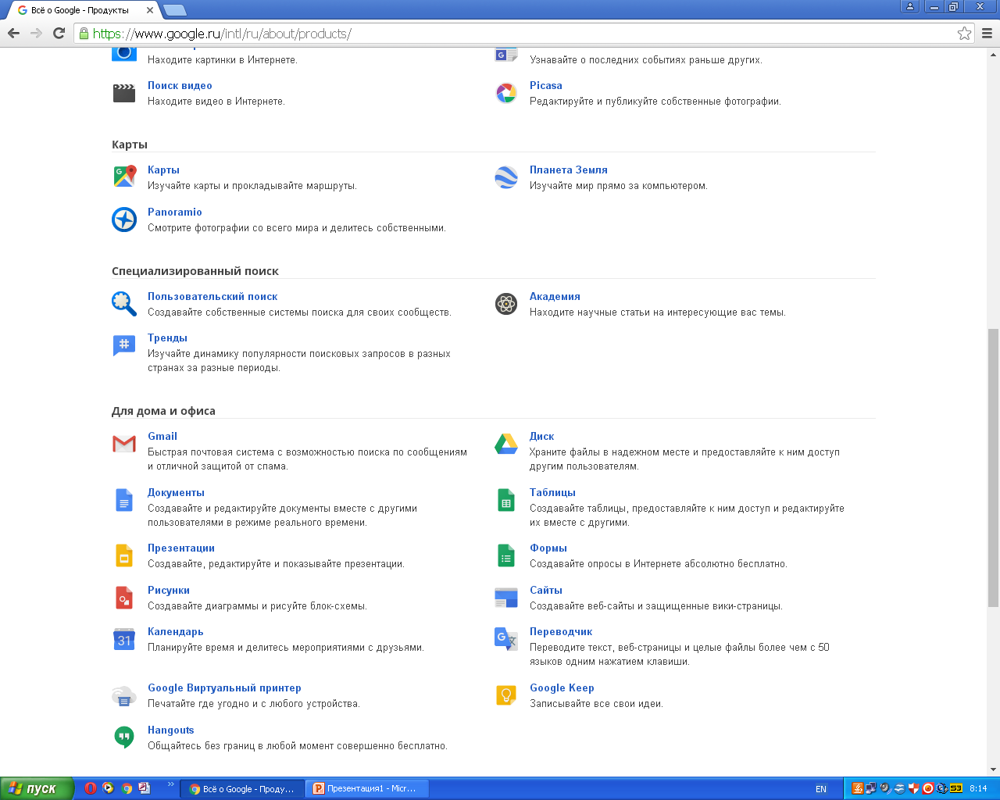 Всё о Google - Продукты
https://www.google.ru/intl/ru/about/products/
Находите картинки в Интернете.
Узнавайте о последних событиях раньше других.
Поиск видео
Находите видео в Интернете.
Picasa
Редактируйте и публикуйте собственные фотографии.
Карты
Карты
Изучайте карты и прокладывайте маршруты.
Планета Земля
Изучайте мир прямо за компьютером.
Panoramio
Смотрите фотографии со всего мира и делитесь собственными.
Специализированный поиск
Пользовательский поиск
Создавайте собственные системы поиска для своих сообществ.
Академия
Находите научные статьи на интересующие вас темы.
Тренды
Изучайте динамику популярности поисковых запросов в разных
странах за разные периоды.
Для дома и офиса
Gmail
Быстрая почтовая система с возможностью поиска по сообщениям
и отличной защитой от спама.
Диск
Храните файлы в надежном месте и предоставляйте к ним доступ
другим пользователям.
Документы
Создавайте и редактируйте документы вместе с другими
пользователями в режиме реального времени.
Таблицы
Создавайте таблицы, предоставляйте к ним доступ и редактируйте
их вместе с другими.
Презентации
Создавайте, редактируйте и показывайте презентации.
Формы
Создавайте опросы в Интернете абсолютно бесплатно.
Рисунки
Создавайте диаграммы и рисуйте блок-схемы.
Сайты
Создавайте веб-сайты и защищенные вики-страницы.
31
Календарь
Планируйте время и делитесь мероприятиями с друзьями.
Переводчик
Переводите текст, веб-страницы и целые файлы более чем с 50
языков одним нажатием клавиши.
Google Виртуальный принтер
Печатайте где угодно и с любого устройства.
Google Keep
Записывайте все свои идеи.
Hangouts
Общайтесь без границ в любой момент совершенно бесплатно.
пуск
Всё о Google - Проду...
Презентация1 - Micr...
EN
8:14